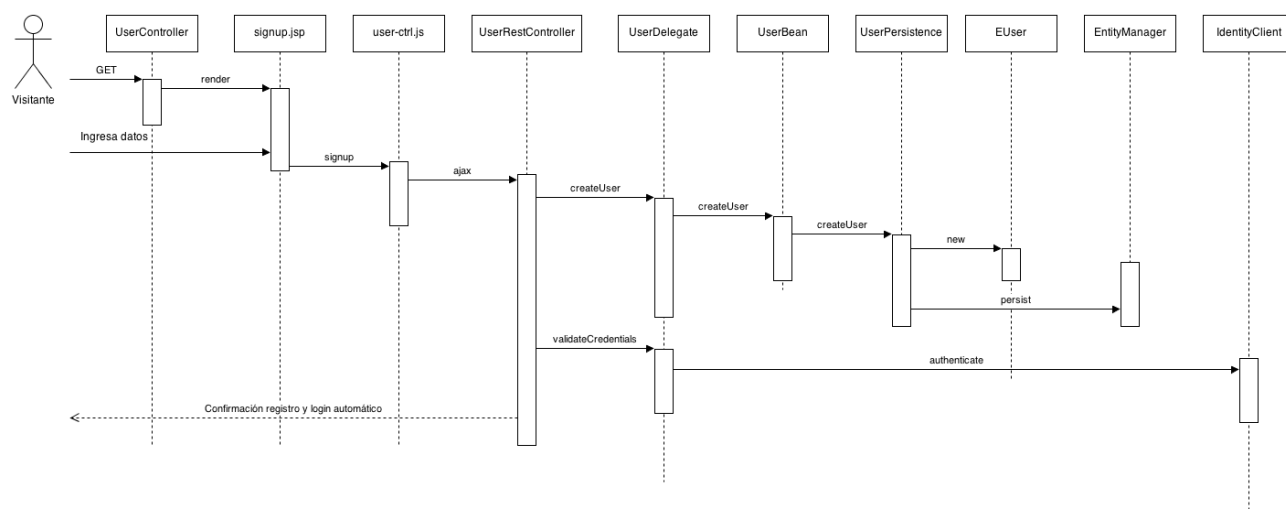 UserController
signup.jsp
user-ctrl.js
UserRestController
UserDelegate
UserBean
UserPersistence
EUser
EntityManager
IdentityClient
GET
render
Visitante
Ingresa datos
signup
ajax
createUser
createUser
createUser
new
persist
validateCredentials
authenticate
Confirmación registro y login automático